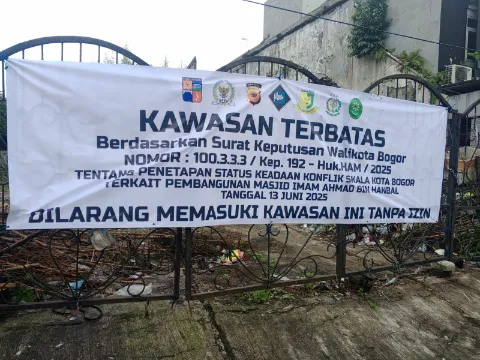 KAWASAN TERBATAS
Berdasarkan Surat Keputusan Walikota Bogor
NOMOR : 100.3.3.3 / Kep. 192 - Huk.HAM / 2025
TENTANG PENETAPAN STATUS KEADAAN KONFLIK SKALA KOTA BOGOR
TERKAIT PEMBANGUNAN MASJID IMAM AHMAD BIN HANBAL
TANGGAL 13 JUNI 2025
DILARANG MEMASUKI KAWASAN INI TANPA IZIN